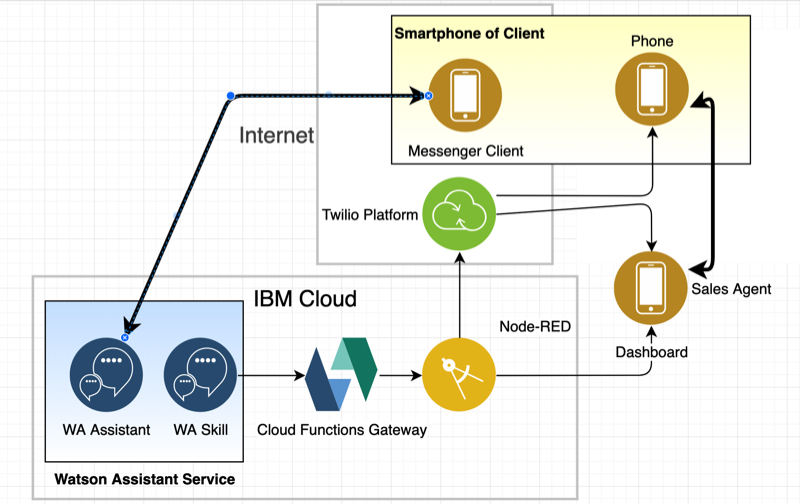 Smartphone of Client
Phone
Internet
Messenger Client
Twilio Platform
Sales Agent
IBM Cloud
Node-RED
Dashboard
WA Assistant
WA Skill
Cloud Functions Gateway
Watson Assistant Service